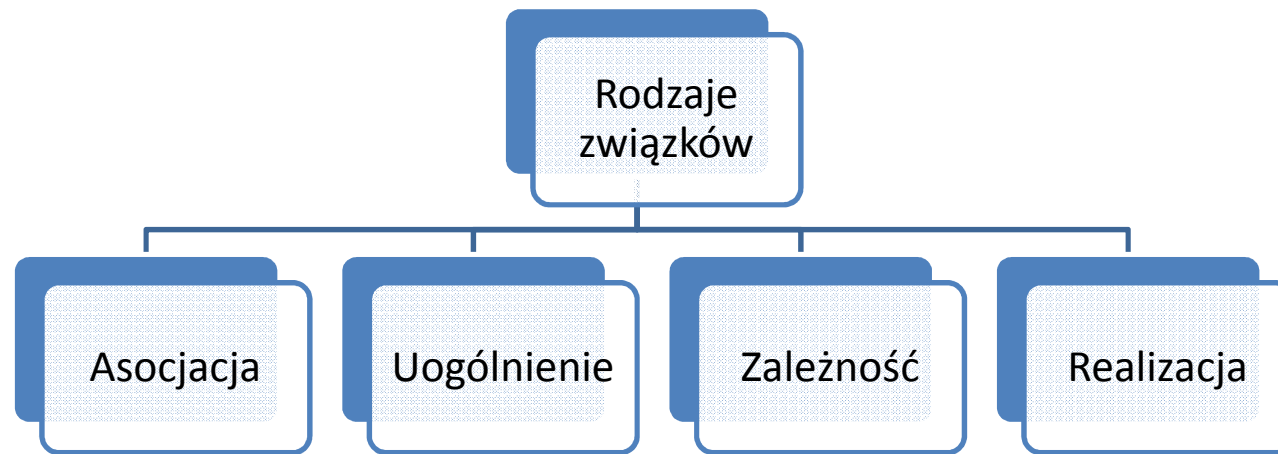 Rodzaje
związków
Asocjacja
Uogólnienie
Zależność
Realizacja